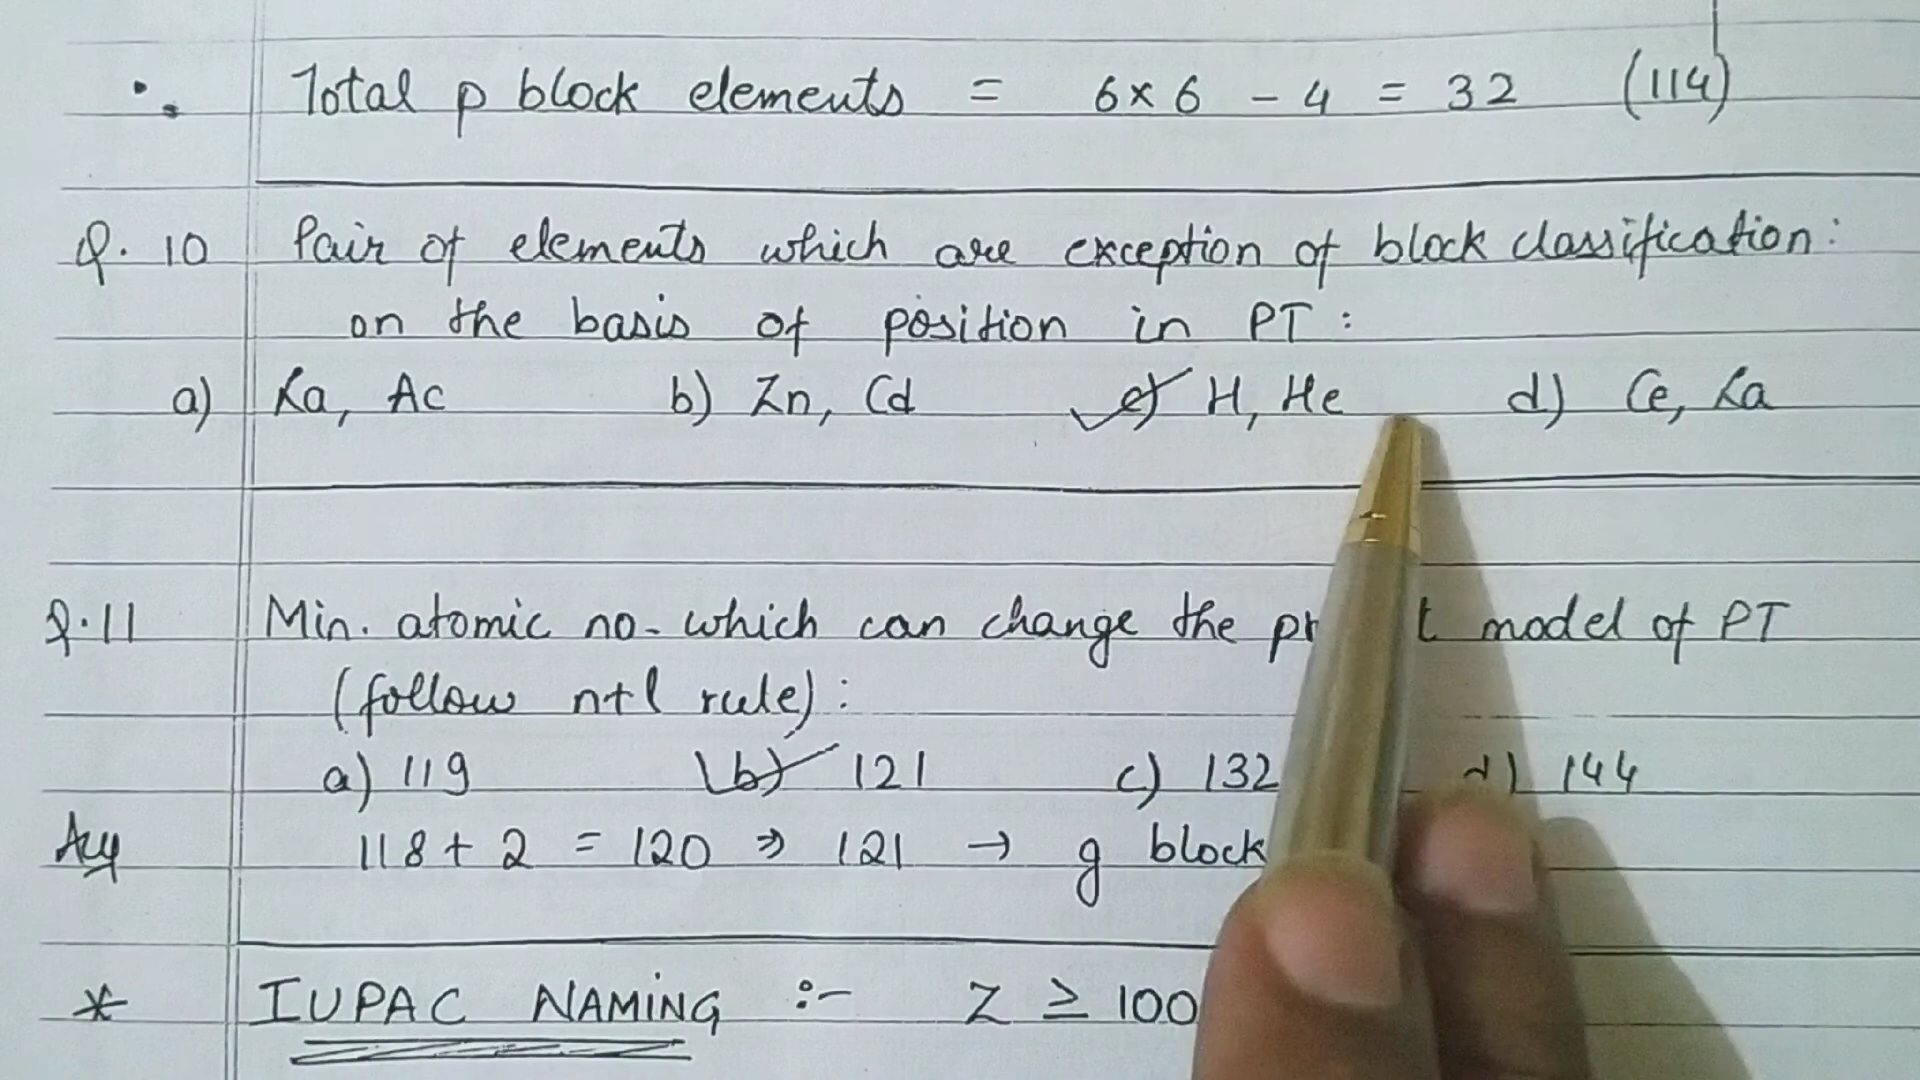 ∴ Total p block elements = 6 × 6 - 4 = 32 (114)
Q. 10 Pair of elements which are exception of block classification:
on the basis of position in PT :
a) La, Ac b) Zn, Cd c) H, He d) Ce, La
Q. 11 Min. atomic no. which can change the model of PT
(follow n+l rule) :
a) 119 b) 121 c) 132 d) 144
118 + 2 = 120 ⇒ 121 → g block
* IUPAC NAMING :- Z ≥ 100